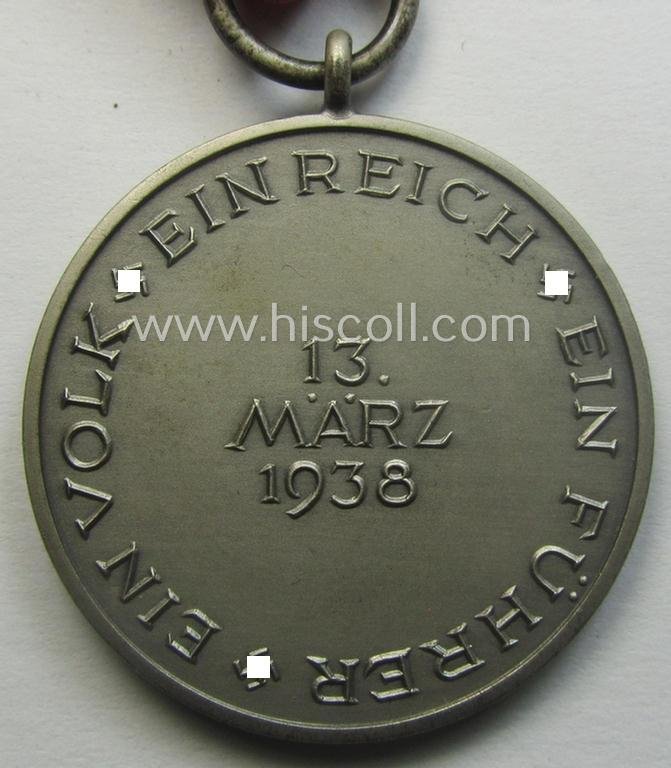 EIN VOLK EIN REICH EIN FÜHRER
www.hiscoll.com
13.
MÄRZ
1938